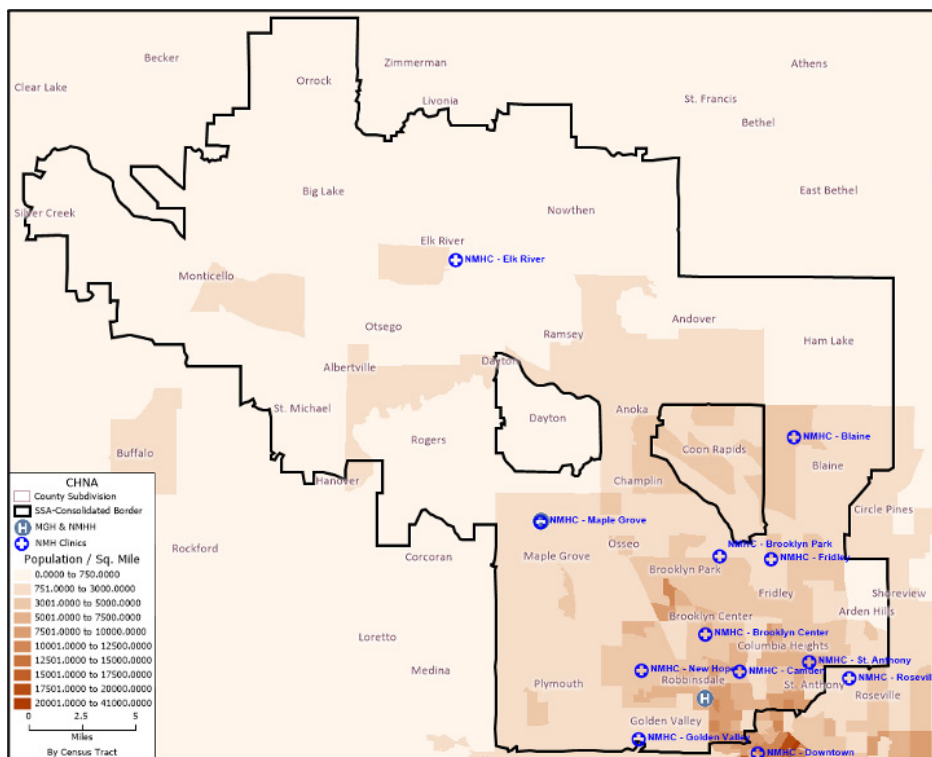 Becker
Zimmerman
Athens
Clear Lake
Orrock
Livonia
St. Francis
Bethel
Big Lake
East Bethel
Silver Creek
Nowthen
Elk River
NMHC - Elk River
Monticello
Otsego
Ramsey
Andover
Ham Lake
Albertville
Dayton
St. Michael
Dayton
Anoka
Rogers
Coon Rapids
NMHC - Blaine
Buffalo
Blaine
Hanover
Champlin
Circle Pines
NMHC - Maple Grove
Rockford
Corcoran
Maple Grove
Osseo
NMHC - Brooklyn Park
Brooklyn Park
NMHC - Fridley
Fridley
Shoreview
Arden Hills
Brooklyn Center
Loretto
NMHC - Brooklyn Center
Columbia Heights
Medina
NMHC - St. Anthony
NMHC - New Hope
Robbinsdale
NMHC - Camden
NMHC - Rosevill
Plymouth
St. Anthony
Roseville
H
Golden Valley
NMHC - Golden Valley
NMHC - Downtown
CHNA
County Subdivision
SSA-Consolidated Border
H MGH & NMHH
NMH Clinics
Population / Sq. Mile
0.0000 to 750.0000
751.0000 to 3000.0000
3001.0000 to 5000.0000
5001.0000 to 7500.0000
7501.0000 to 10000.0000
10001.0000 to 12500.0000
12501.0000 to 15000.0000
15001.0000 to 17500.0000
17501.0000 to 20000.0000
20001.0000 to 41000.0000
0 5
Miles
By Census Tract